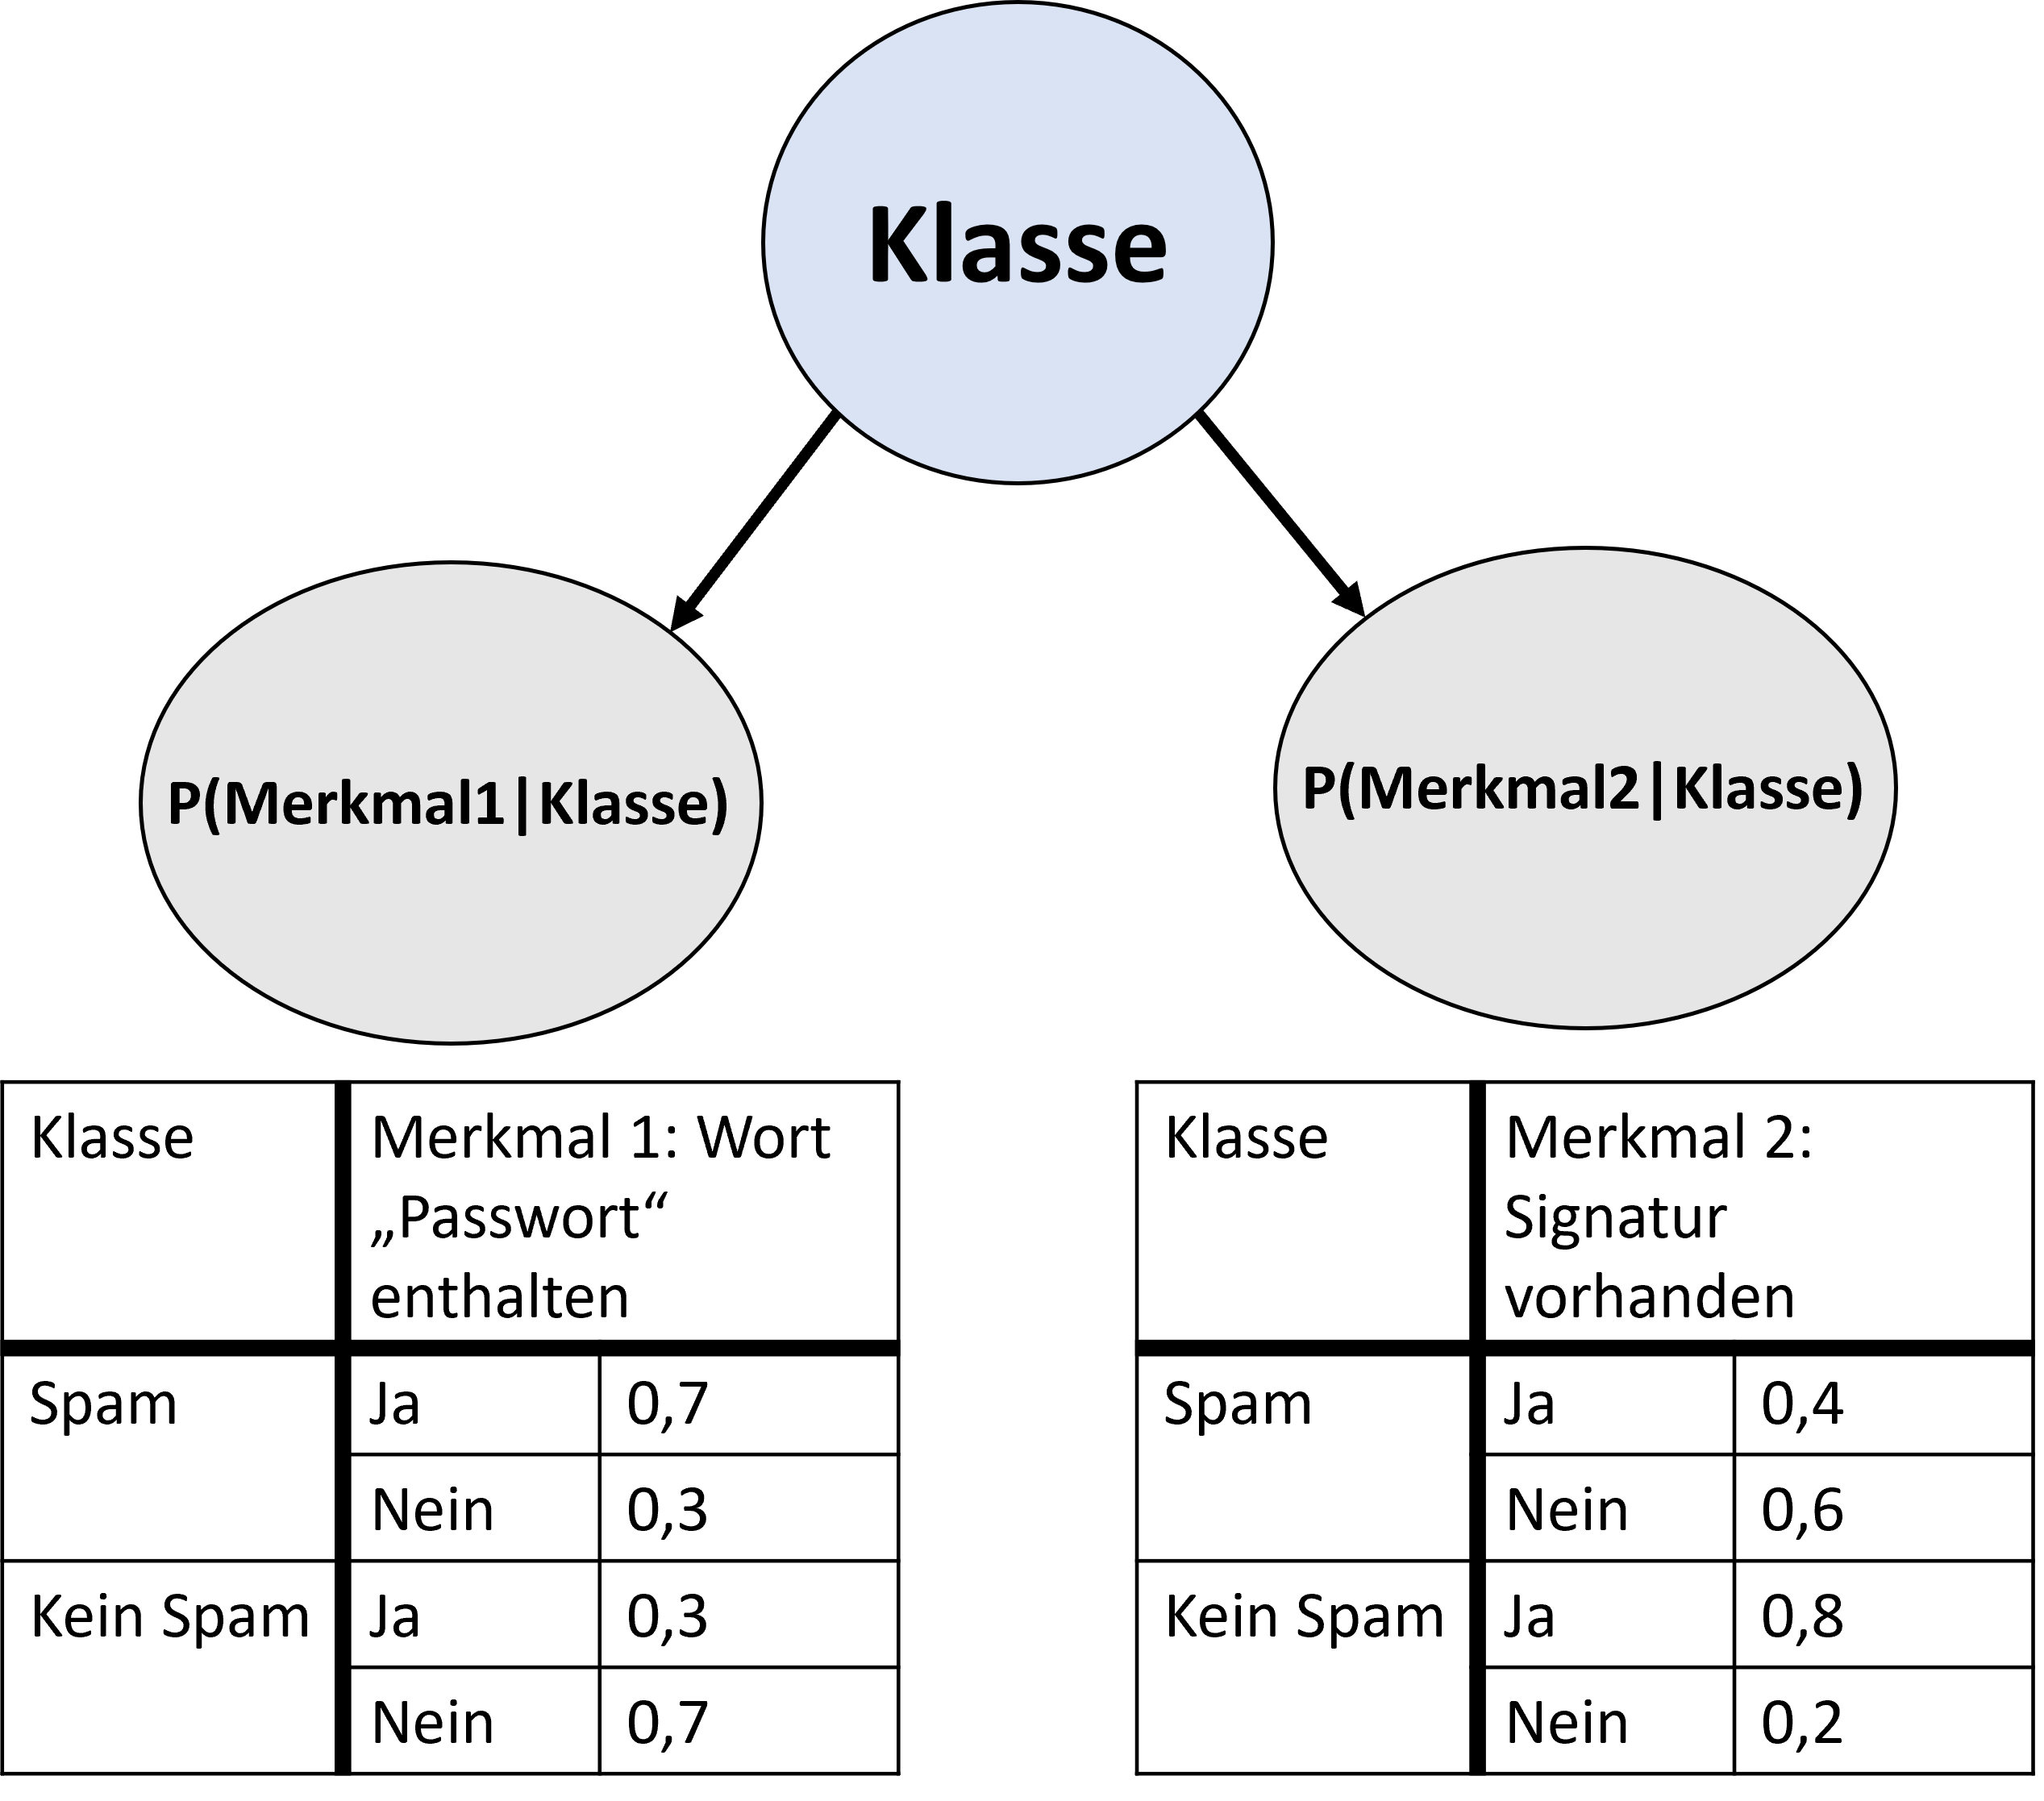 Klasse
P(Merkmal1|Klasse)
P(Merkmal2|Klasse)
Klasse
Merkmal 1: Wort
„Passwort“
enthalten
Spam
Ja
0,7
Nein
0,3
Kein Spam
Ja
0,3
Nein
0,7
Klasse
Merkmal 2:
Signatur
vorhanden
Spam
Ja
0,4
Nein
0,6
Kein Spam
Ja
0,8
Nein
0,2